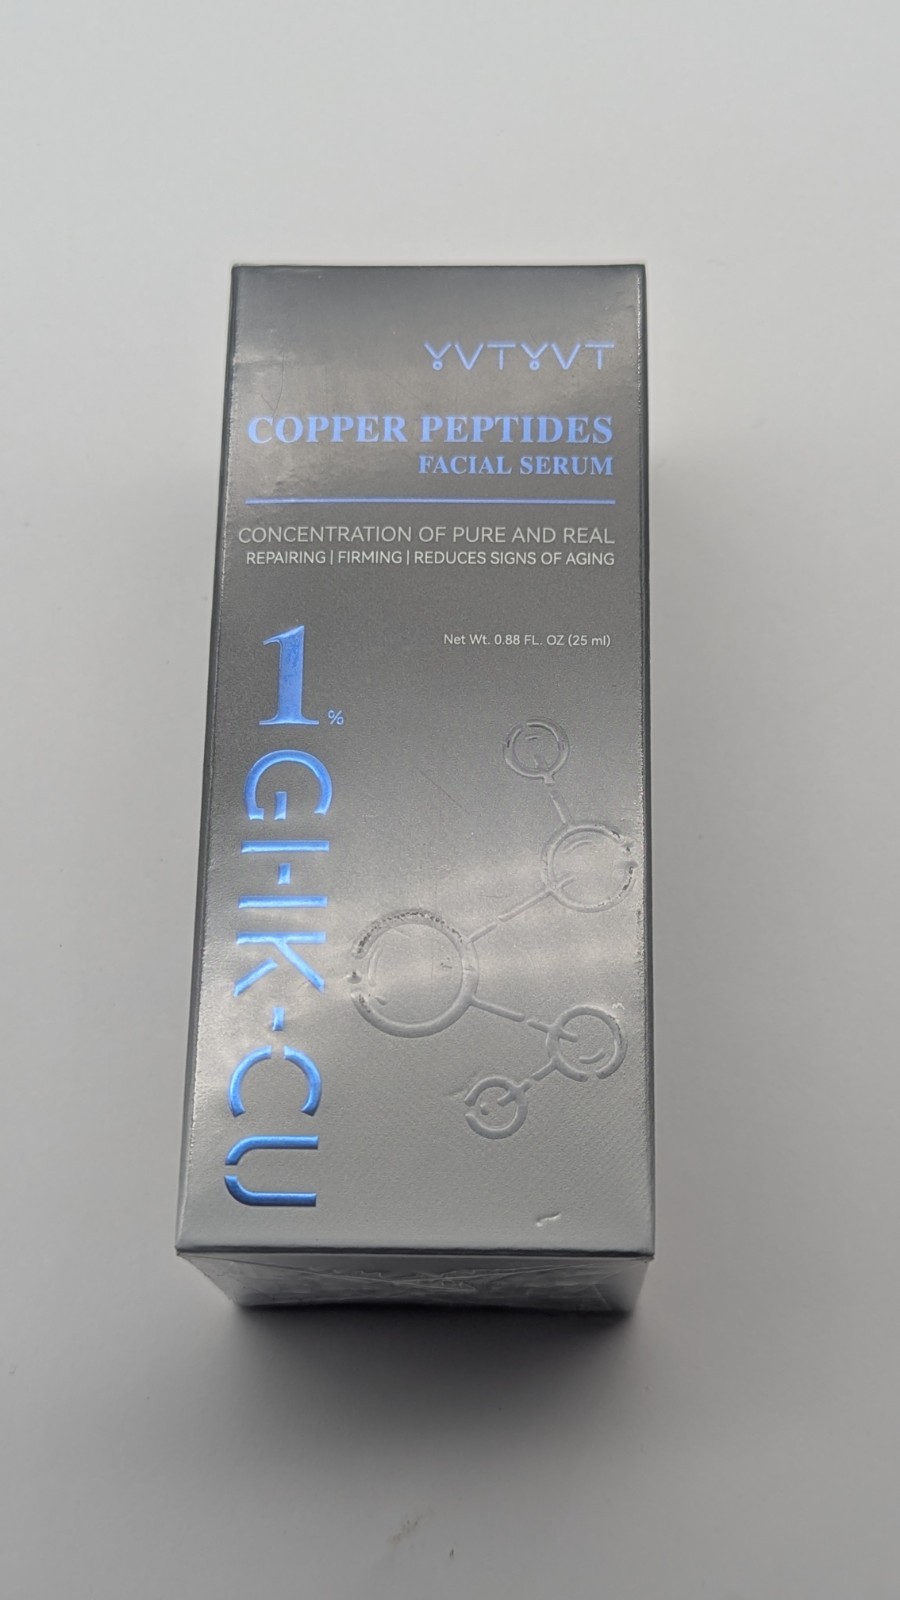 YVTYVT
COPPER PEPTIDES
FACIAL SERUM
CONCENTRATION OF PURE AND REAL
REPAIRING | FIRMING | REDUCES SIGNS OF AGING
Net Wt. 0.88 FL. OZ (25 ml)
1%
GHK-CU